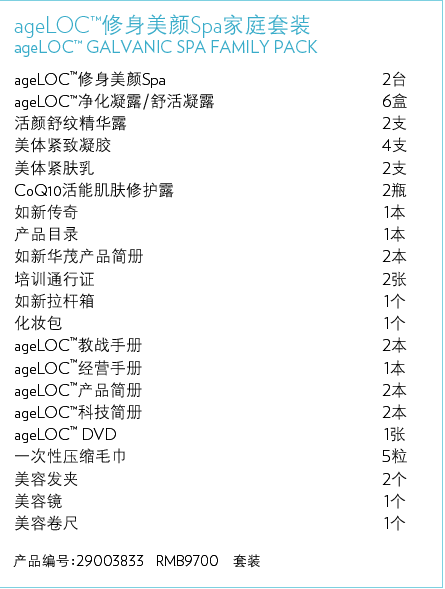 ageLOC™修身美颜Spa家庭套装
ageLOC™ GALVANIC SPA FAMILY PACK
ageLOC™修身美颜Spa 2台
ageLOC™净化凝露/舒活凝露 6盒
活颜舒纹精华露 2支
美体紧致凝胶 4支
美体紧肤乳 2支
CoQ10活能肌肤修护露 2瓶
如新传奇 1本
产品目录 1本
如新华茂产品简册 2本
培训通行证 2张
如新拉杆箱 1个
化妆包 1个
ageLOC™教战手册 2本
ageLOC™经营手册 1本
ageLOC™产品简册 2本
ageLOC™科技简册 2本
ageLOC™ DVD 1张
一次性压缩毛巾 5粒
美容发夹 2个
美容镜 1个
美容卷尺 1个
产品编号:29003833 RMB9700 套装